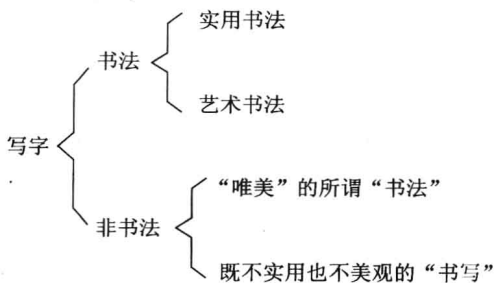 实用书法
书法
艺术书法
写字
“唯美”的所谓“书法”
非书法
既不实用也不美观的“书写”